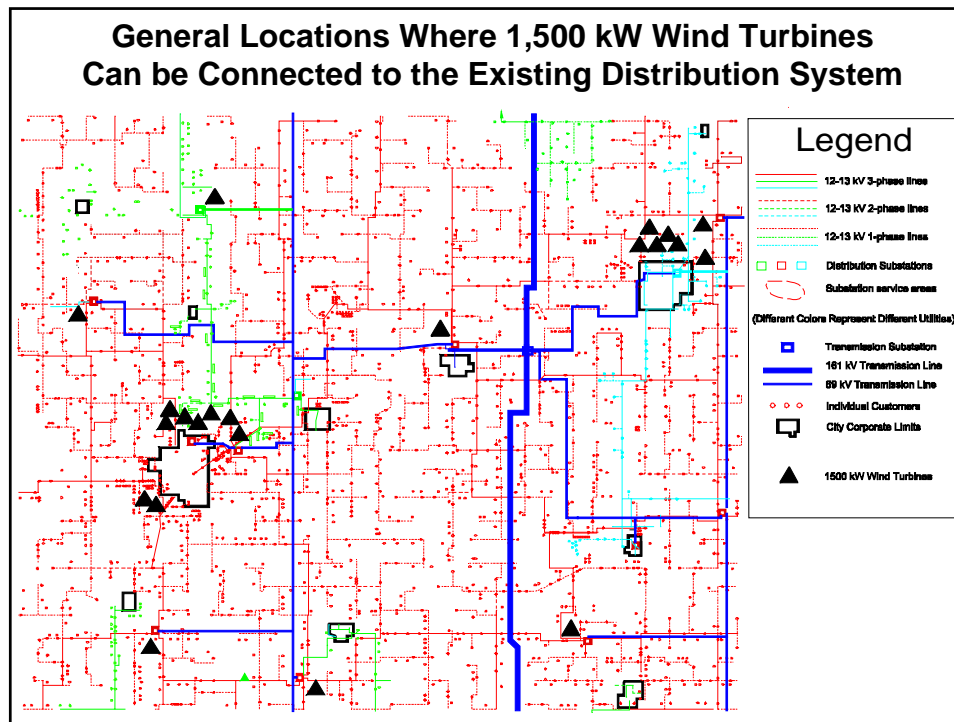 General Locations Where 1,500 kW Wind Turbines
Can be Connected to the Existing Distribution System
Legend
12-13 kV 3-phase lines
12-13 kV 2-phase lines
12-13 kV 1-phase lines
Distribution Substations
Substation service areas
(Different Colors Represent Different Utilities)
Transmission Substation
161 kV Transmission Line
69 kV Transmission Line
Individual Customers
City Corporate Limits
1500 kW Wind Turbines